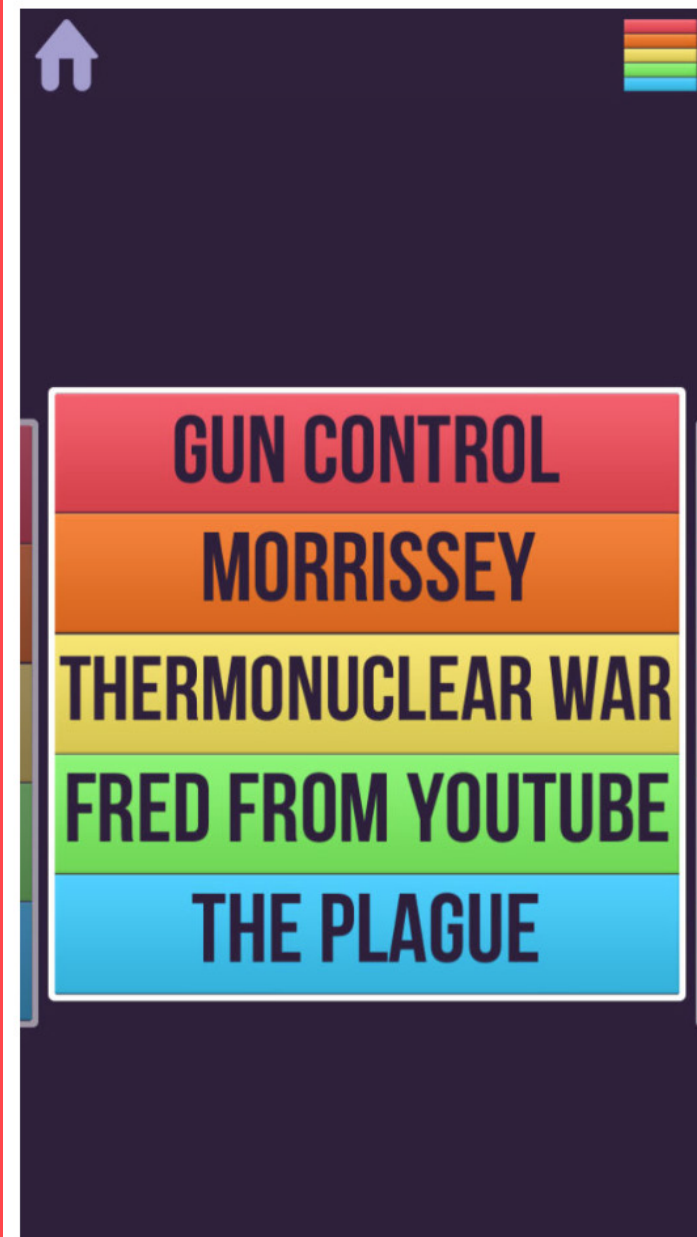 GUN CONTROL
MORRISSEY
THERMONUCLEAR WAR
FRED FROM YOUTUBE
THE PLAGUE